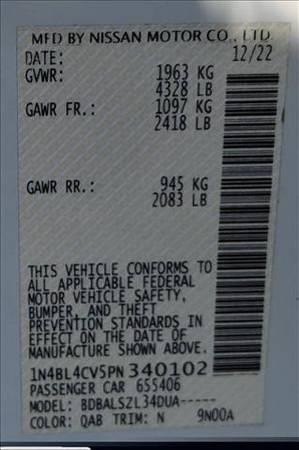 MFD BY NISSAN MOTOR CO., LTD.
DATE: 12/22
GVWR: 1963 KG
4328 LB
GAWR FR.: 1097 KG
2418 LB
GAWR RR.: 945 KG
2083 LB
THIS VEHICLE CONFORMS TO
ALL APPLICABLE FEDERAL
MOTOR VEHICLE SAFETY,
BUMPER, AND THEFT
PREVENTION STANDARDS IN
EFFECT ON THE DATE OF
MANUFACTURE SHOWN ABOVE.
1N4BL4CV5PN340102
PASSENGER CAR 655406
MODEL: BDBALSZL34DUA-----
COLOR: QAB TRIM: N 9N00A